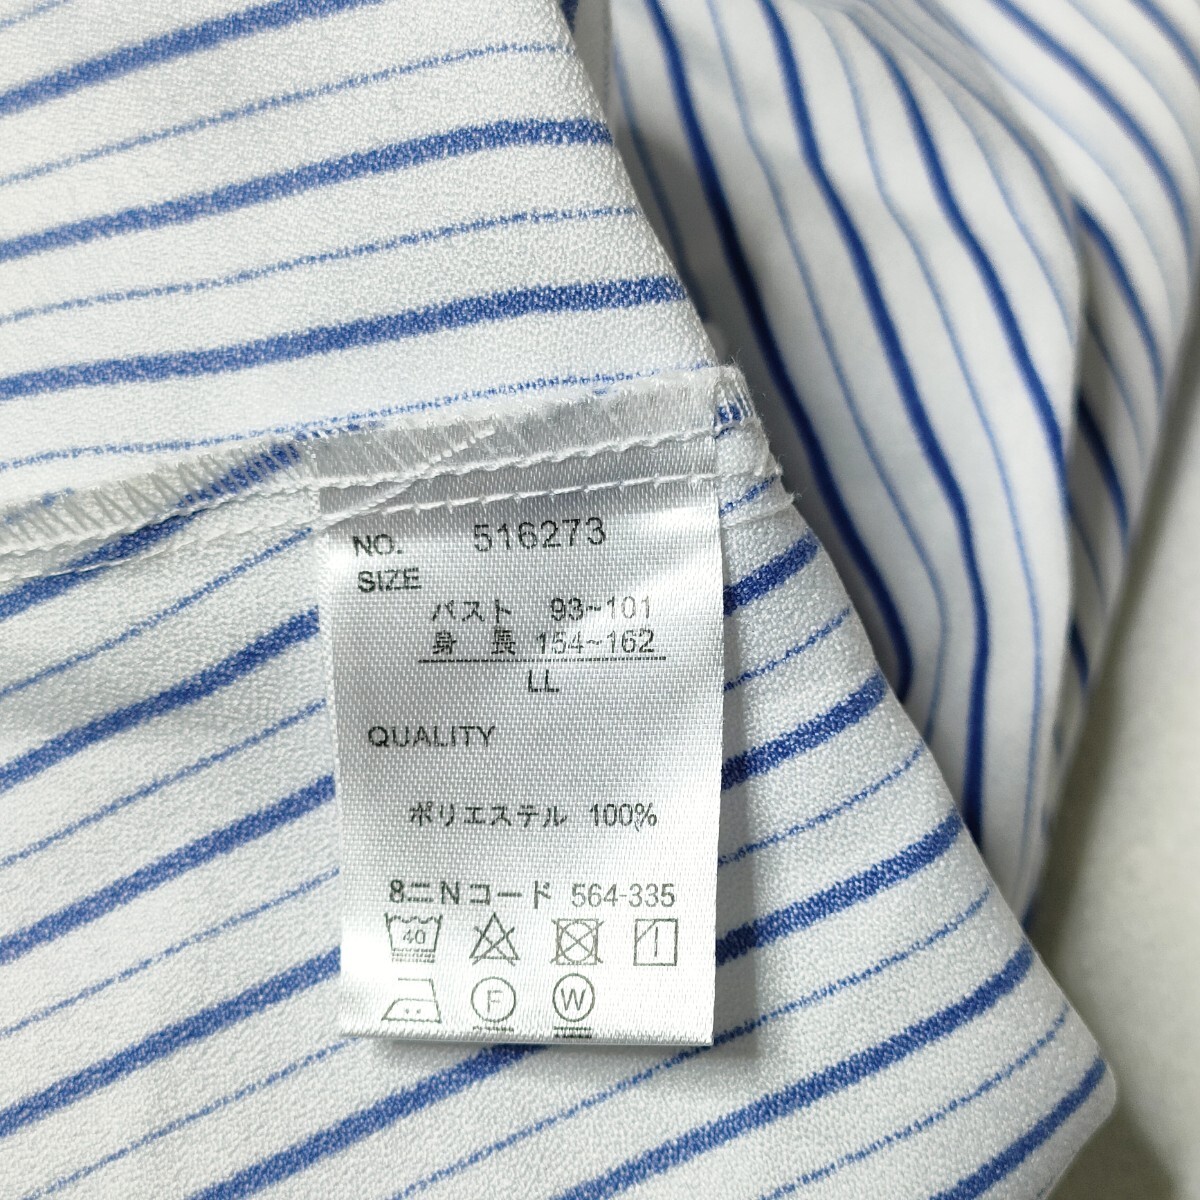 NO. 516273
SIZE
バスト 93~101
身 長 154~162
LL
QUALITY
ポリエステル 100%
8ニNコード 564-335
40
F W